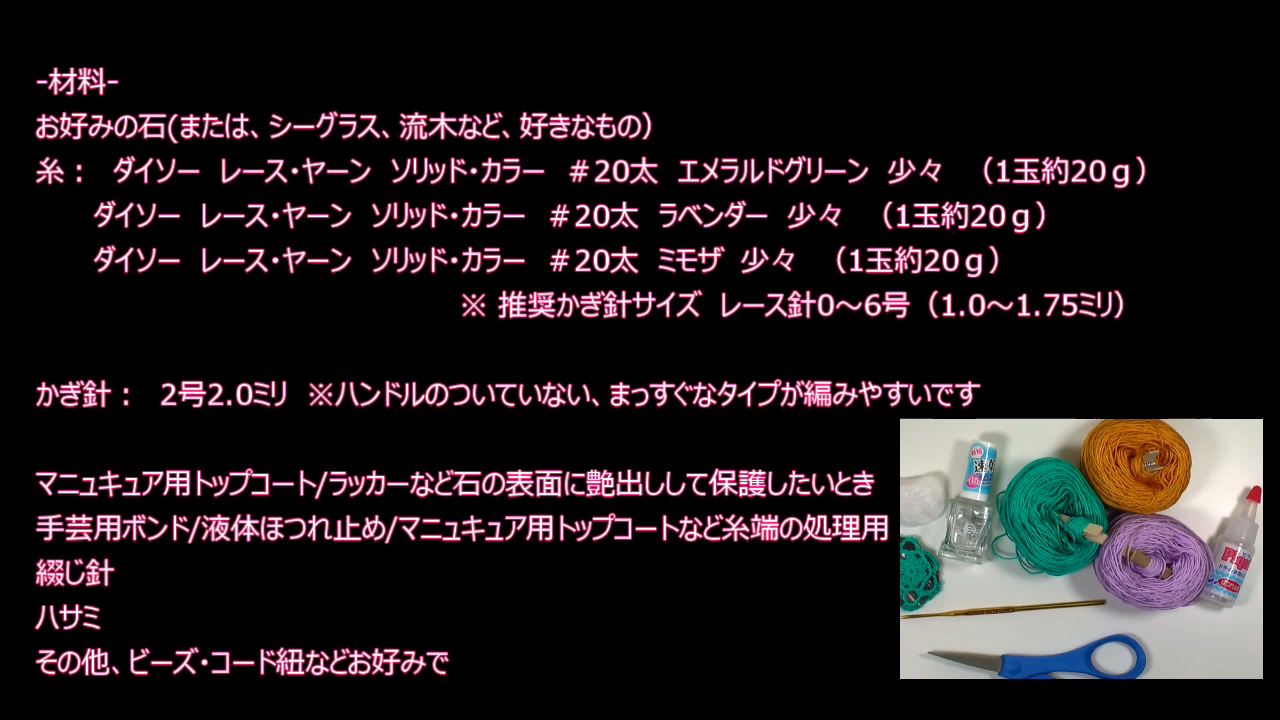 -材料-
お好みの石(または、シーグラス、流木など、好きなもの）
糸： ダイソー レース・ヤーン ソリッド・カラー ＃20太 エメラルドグリーン 少々 （1玉約20ｇ）
ダイソー レース・ヤーン ソリッド・カラー ＃20太 ラベンダー 少々 （1玉約20ｇ）
ダイソー レース・ヤーン ソリッド・カラー ＃20太 ミモザ 少々 （1玉約20ｇ）
※ 推奨かぎ針サイズ レース針0～6号（1.0～1.75ミリ）
かぎ針： 2号2.0ミリ ※ハンドルのついていない、まっすぐなタイプが編みやすいです
マニュキュア用トップコート/ラッカーなど石の表面に艶出しして保護したいとき
手芸用ボンド/液体ほつれ止め/マニュキュア用トップコートなど糸端の処理用
綴じ針
ハサミ
その他、ビーズ・コード紐などお好みで